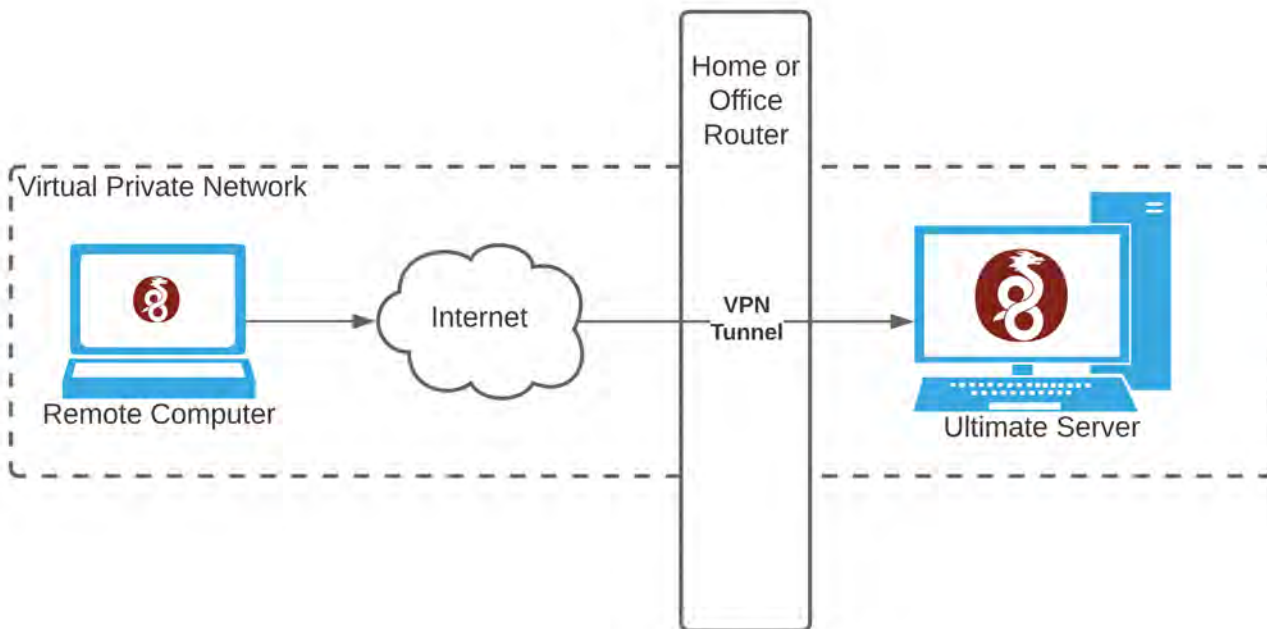 Home or
Office
Router
Virtual Private Network
Internet
VPN
Tunnel
Remote Computer
Ultimate Server